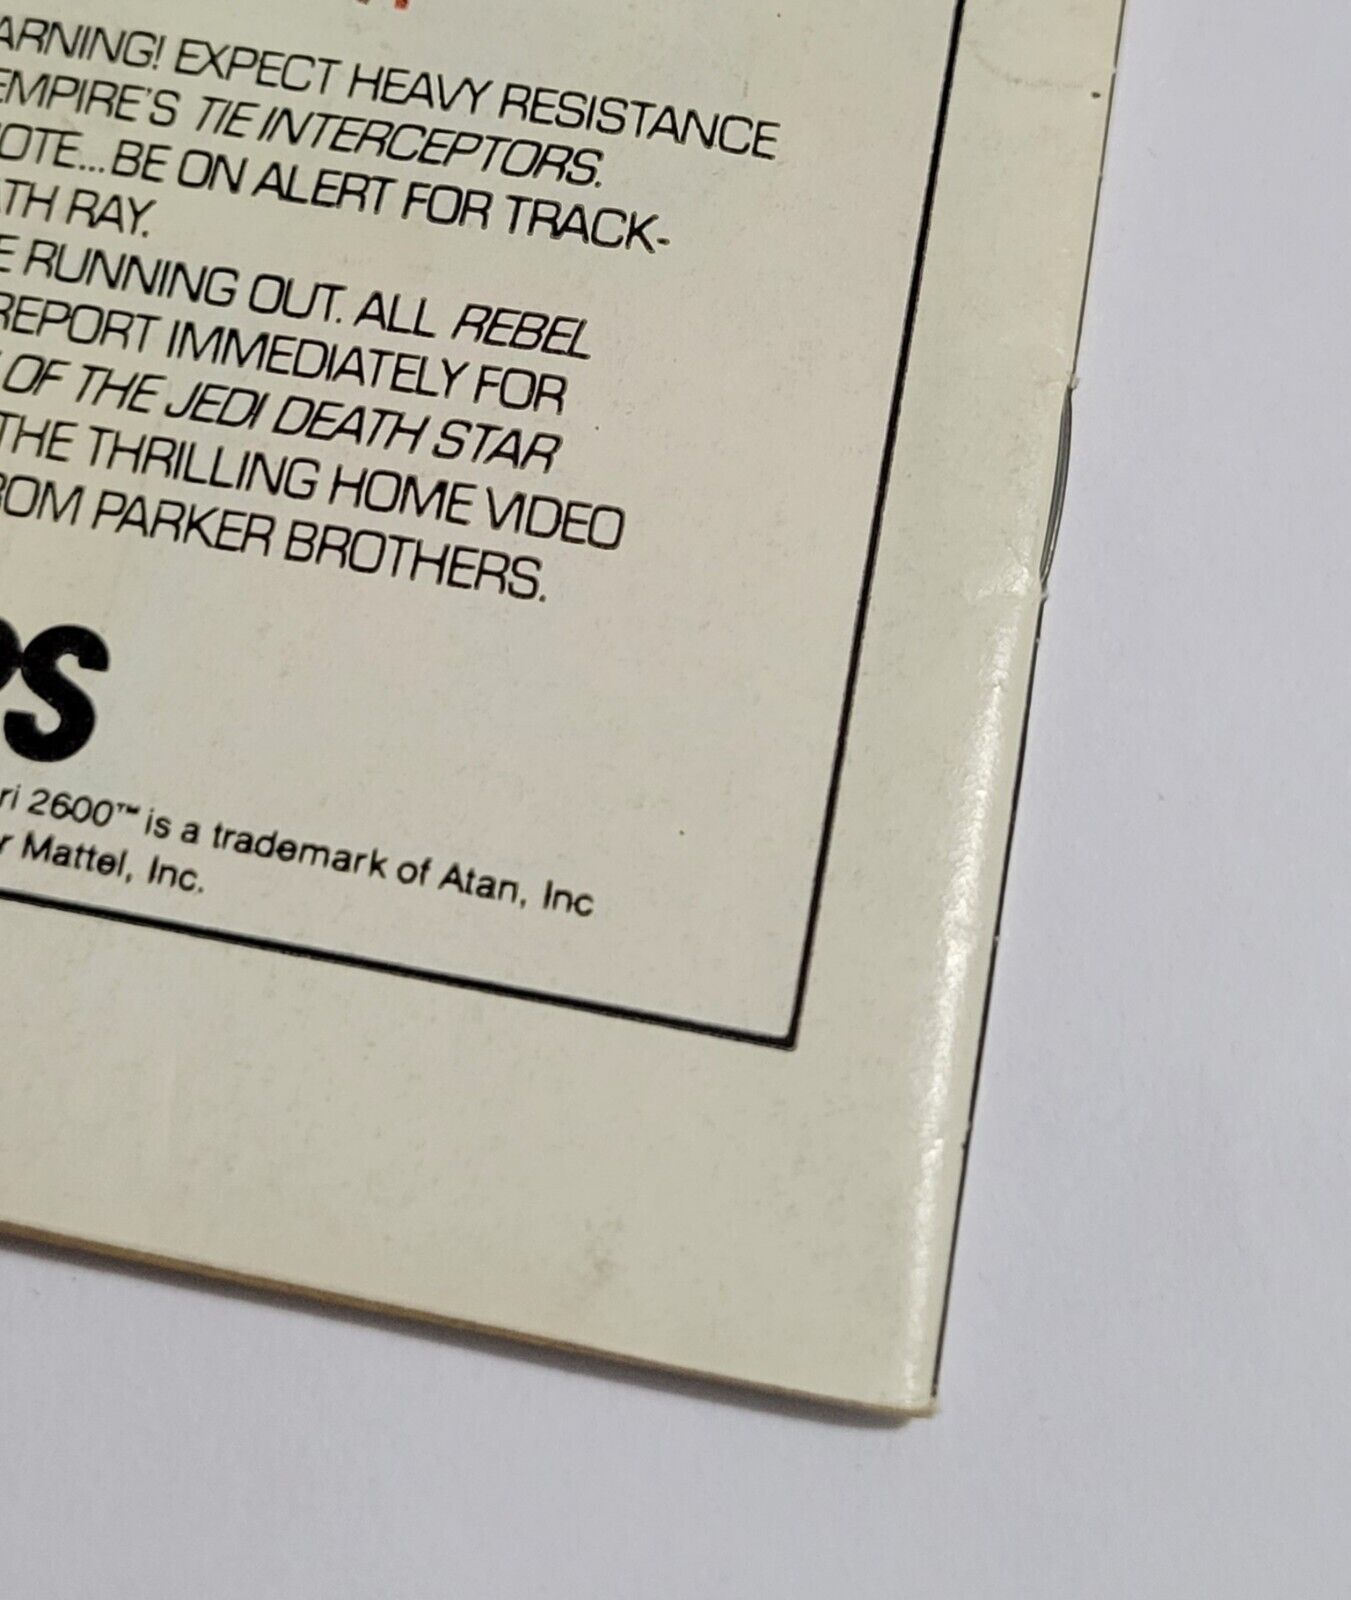 ARNING! EXPECT HEAVY RESISTANCE
EMPIRE'S TIE INTERCEPTORS.
OTE...BE ON ALERT FOR TRACK-
ATH RAY.
E RUNNING OUT. ALL REBEL
REPORT IMMEDIATELY FOR
OF THE JEDI DEATH STAR
THE THRILLING HOME VIDEO
ROM PARKER BROTHERS.
PS
ri 2600™ is a trademark of Atari, Inc
r Mattel, Inc.